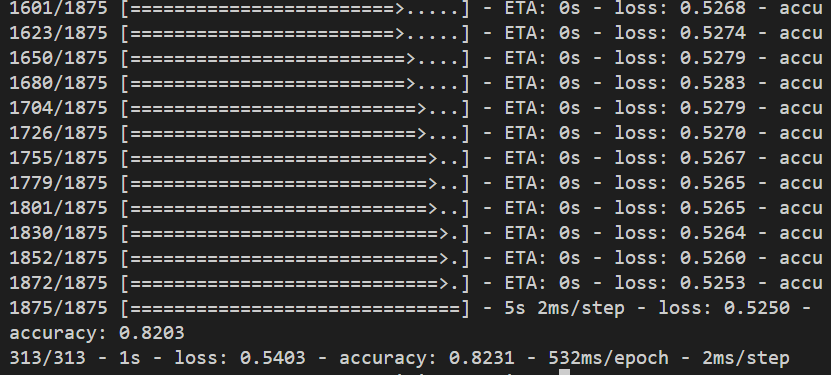 1601/1875 [========================>.....] - ETA: 0s - loss: 0.5268 - accu
1623/1875 [========================>.....] - ETA: 0s - loss: 0.5274 - accu
1650/1875 [=========================>....] - ETA: 0s - loss: 0.5279 - accu
1680/1875 [=========================>....] - ETA: 0s - loss: 0.5283 - accu
1704/1875 [==========================>...] - ETA: 0s - loss: 0.5279 - accu
1726/1875 [==========================>...] - ETA: 0s - loss: 0.5270 - accu
1755/1875 [===========================>..] - ETA: 0s - loss: 0.5267 - accu
1779/1875 [===========================>..] - ETA: 0s - loss: 0.5265 - accu
1801/1875 [===========================>..] - ETA: 0s - loss: 0.5265 - accu
1830/1875 [============================>.] - ETA: 0s - loss: 0.5264 - accu
1852/1875 [============================>.] - ETA: 0s - loss: 0.5260 - accu
1872/1875 [============================>.] - ETA: 0s - loss: 0.5253 - accu
1875/1875 [==============================] - 5s 2ms/step - loss: 0.5250 -
accuracy: 0.8203
313/313 - 1s - loss: 0.5403 - accuracy: 0.8231 - 532ms/epoch - 2ms/step